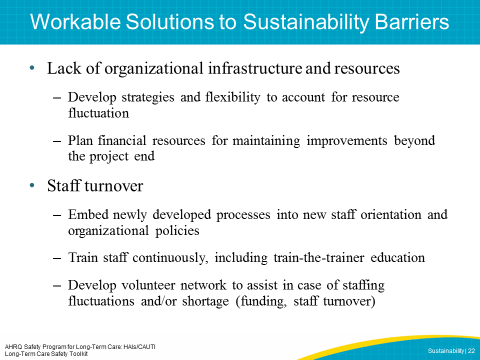 Workable Solutions to Sustainability Barriers
• Lack of organizational infrastructure and resources
– Develop strategies and flexibility to account for resource
fluctuation
– Plan financial resources for maintaining improvements beyond
the project end
• Staff turnover
– Embed newly developed processes into new staff orientation and
organizational policies
– Train staff continuously, including train-the-trainer education
– Develop volunteer network to assist in case of staffing
fluctuations and/or shortage (funding, staff turnover)
AHRQ Safety Program for Long-Term Care: HAIs/CAUTI
Long-Term Care Safety Toolkit
Sustainability | 22